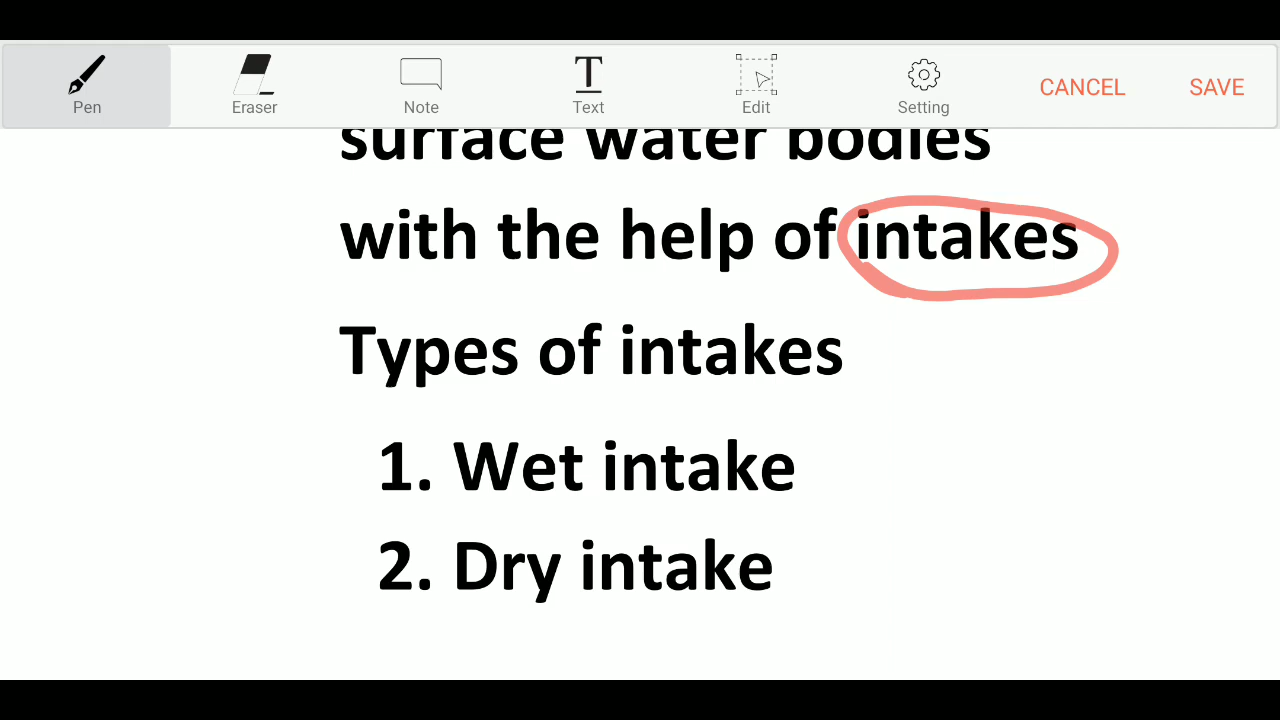 Pen Eraser Note Text Edit Setting CANCEL SAVE
surface water bodies
with the help of intakes
Types of intakes
1. Wet intake
2. Dry intake